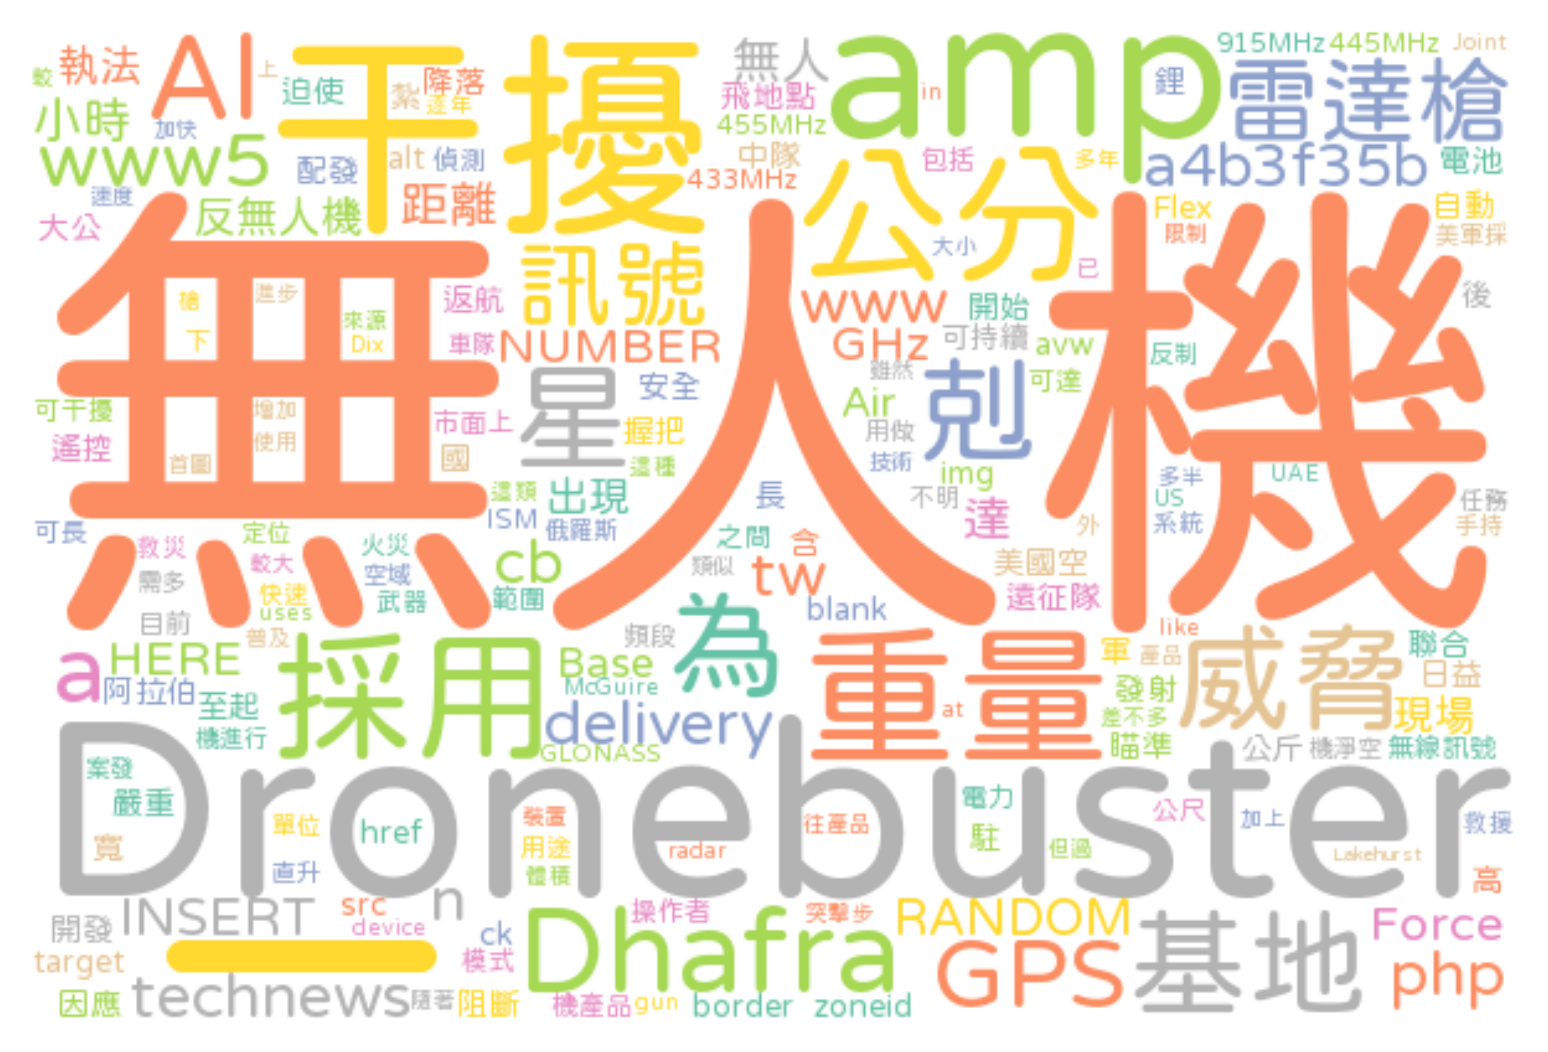 執法
AI
上
干擾
迫使
降落
紮
逐年
無人
飛地點
amp
in
915MHz
445MHz
Joint
鋰
雷達槍
較
小時
加快
455MHz
中隊
包括
多年
www5
配發
alt
偵測
433MHz
公分
a4b3f35b
電池
速度
大公
反無人機
距離
大小
已
Flex
限制
自動
美軍採
無人機
訊號
返航
www
開始
後
槍
進步
來源
下
Dix
車隊
NUMBER
GHz
可持續
avw
反制
雖然
可達
星
安全
剋
可干擾
增加
市面上
握把
Air
用做
遙控
使用
首圖
國
這種
技術
img
多半
UAE
這類
出現
長
不明
達
US
任務
ISM
俄羅斯
外
系統
手持
可長
定位
救災
較大
火災
空域
cb
之間
含
類似
tw
美國空
需多
快速
uses
武器
範圍
blank
遠征隊
目前
普及
頻段
為
like
a
HERE
採用
Base
McGuire
重量
軍
產品
威脅
聯合
日益
阿拉伯
至起
delivery
at
發射
差不多
現場
機進行
GLONASS
瞄準
公斤
機淨空
無線訊號
Dronebuster
案發
嚴重
寬
單位
href
直升
裝置
用途
體積
radar
往產品
電力
駐
但過
公尺
加上
Lakehurst
救援
高
開發
INSERT
src
device
n
操作者
突擊步
RANDOM
Force
一
ck
Dhafra
GPS
基地
target
模式
php
因應
technews
隨著
阻斷
機產品
gun
border
zoneid